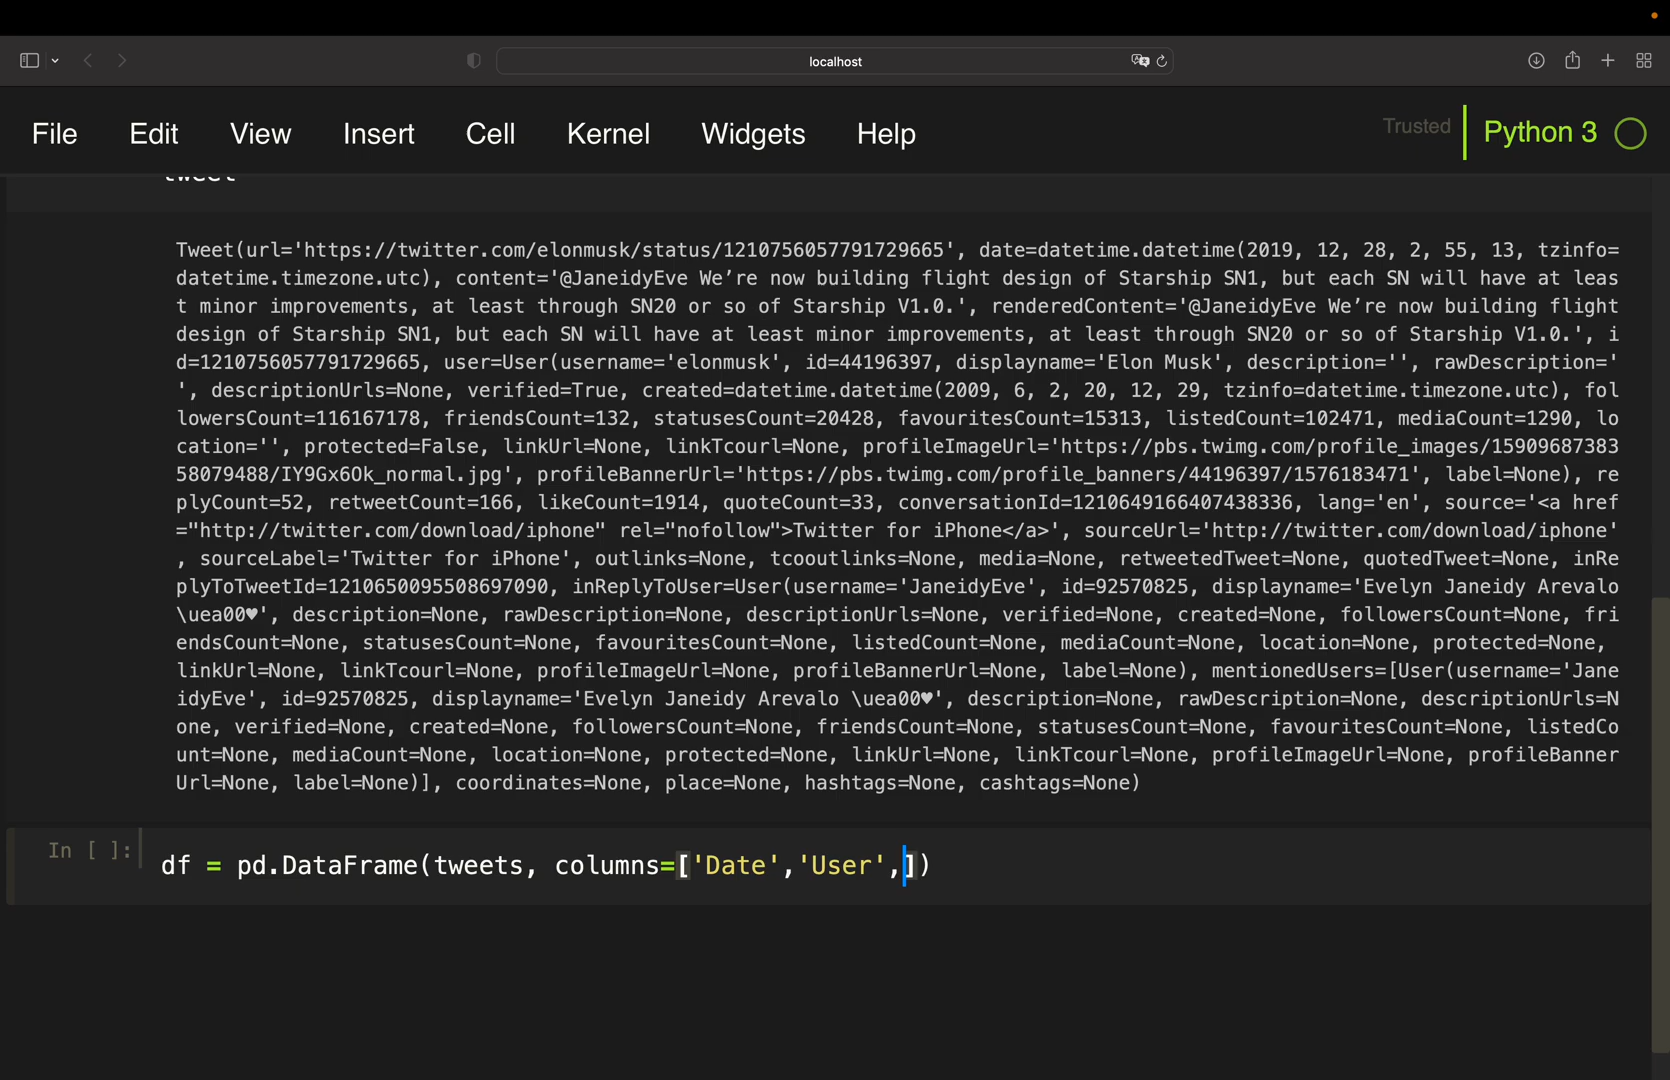 localhost
File Edit View Insert Cell Kernel Widgets Help Trusted Python 3
tweet
Tweet(url='https://twitter.com/elonmusk/status/1210756057791729665', date=datetime.datetime(2019, 12, 28, 2, 55, 13, tzinfo=
datetime.timezone.utc), content='@JaneidyEve We’re now building flight design of Starship SN1, but each SN will have at leas
t minor improvements, at least through SN20 or so of Starship V1.0.', renderedContent='@JaneidyEve We’re now building flight
design of Starship SN1, but each SN will have at least minor improvements, at least through SN20 or so of Starship V1.0.', i
d=1210756057791729665, user=User(username='elonmusk', id=44196397, displayname='Elon Musk', description='', rawDescription='
', descriptionUrls=None, verified=True, created=datetime.datetime(2009, 6, 2, 20, 12, 29, tzinfo=datetime.timezone.utc), fol
lowersCount=116167178, friendsCount=132, statusesCount=20428, favouritesCount=15313, listedCount=102471, mediaCount=1290, lo
cation='', protected=False, linkUrl=None, linkTcourl=None, profileImageUrl='https://pbs.twimg.com/profile_images/15909687383
58079488/IY9Gx6Ok_normal.jpg', profileBannerUrl='https://pbs.twimg.com/profile_banners/44196397/1576183471', label=None), re
plyCount=52, retweetCount=166, likeCount=1914, quoteCount=33, conversationId=1210649166407438336, lang='en', source='<a href
="http://twitter.com/download/iphone" rel="nofollow">Twitter for iPhone</a>', sourceUrl='http://twitter.com/download/iphone'
, sourceLabel='Twitter for iPhone', outlinks=None, tcooutlinks=None, media=None, retweetedTweet=None, quotedTweet=None, inRe
plyToTweetId=1210650095508697090, inReplyToUser=User(username='JaneidyEve', id=92570825, displayname='Evelyn Janeidy Arevalo
\uea00♥', description=None, rawDescription=None, descriptionUrls=None, verified=None, created=None, followersCount=None, fri
endsCount=None, statusesCount=None, favouritesCount=None, listedCount=None, mediaCount=None, location=None, protected=None,
linkUrl=None, linkTcourl=None, profileImageUrl=None, profileBannerUrl=None, label=None), mentionedUsers=[User(username='Jane
idyEve', id=92570825, displayname='Evelyn Janeidy Arevalo \uea00♥', description=None, rawDescription=None, descriptionUrls=N
one, verified=None, created=None, followersCount=None, friendsCount=None, statusesCount=None, favouritesCount=None, listedCo
unt=None, mediaCount=None, location=None, protected=None, linkUrl=None, linkTcourl=None, profileImageUrl=None, profileBanner
Url=None, label=None)], coordinates=None, place=None, hashtags=None, cashtags=None)
In [ ]: df = pd.DataFrame(tweets, columns=['Date','User',])